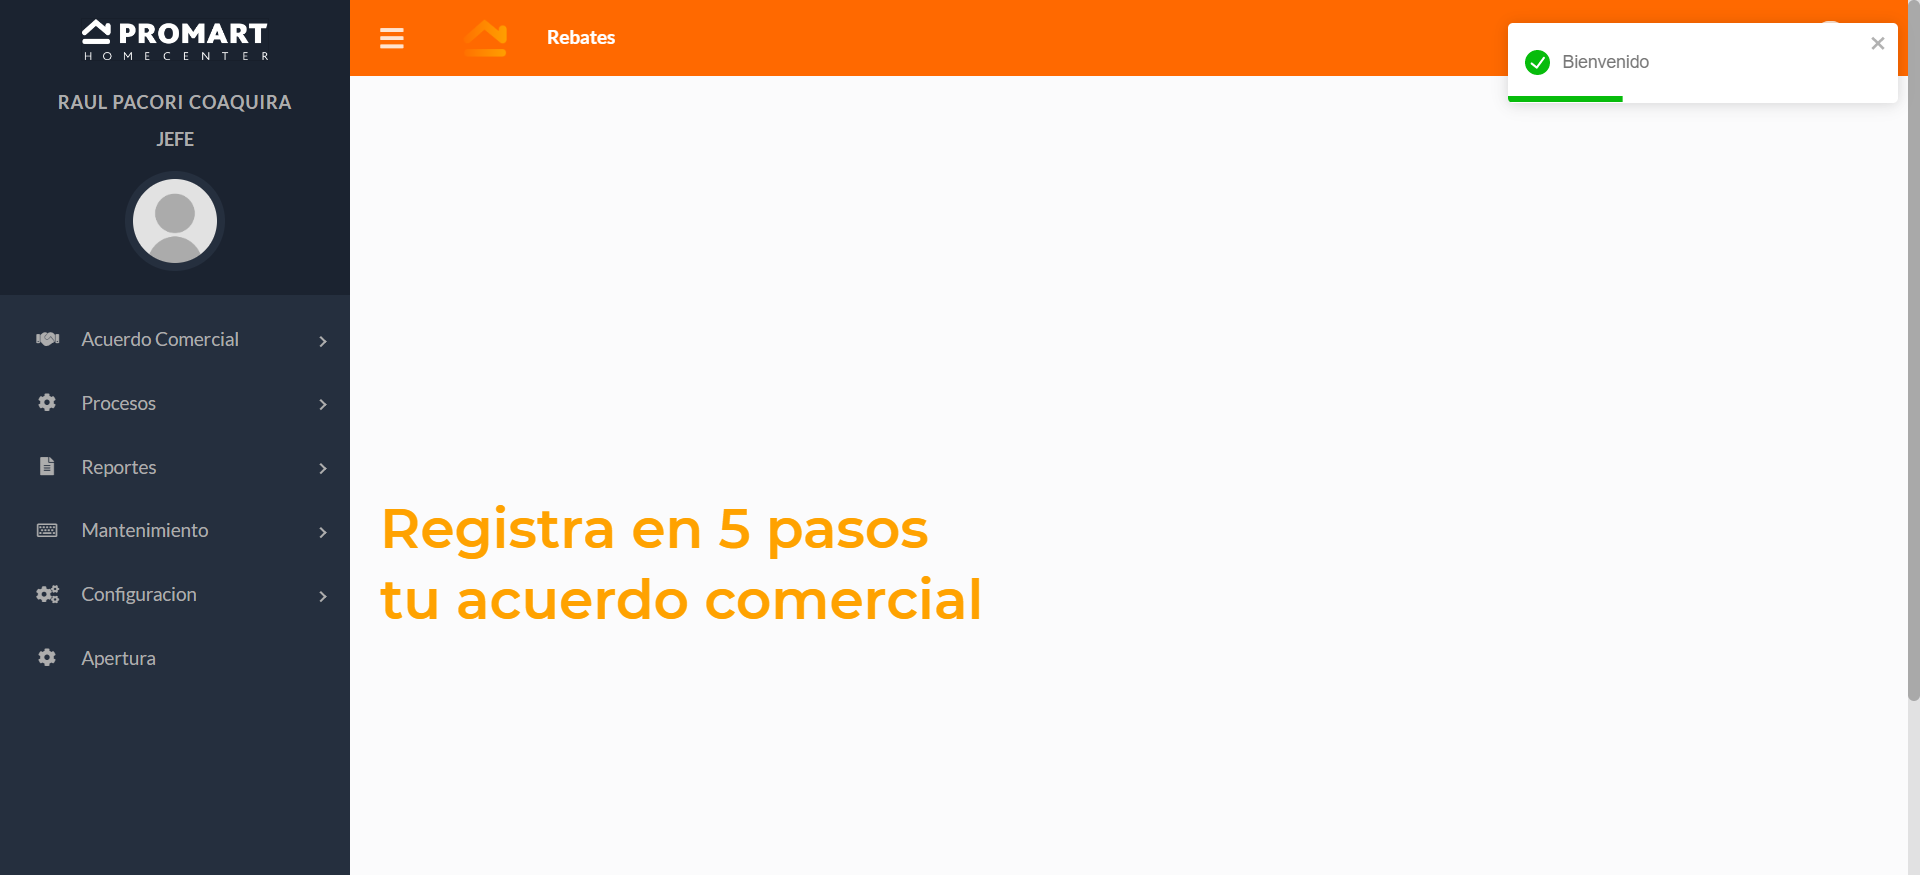 PROMART
HOMECENTER
RAUL PACORI COAQUIRA
JEFE
Acuerdo Comercial
Procesos
Reportes
Mantenimiento
Configuracion
Apertura
Rebates
Bienvenido
Registra en 5 pasos
tu acuerdo comercial